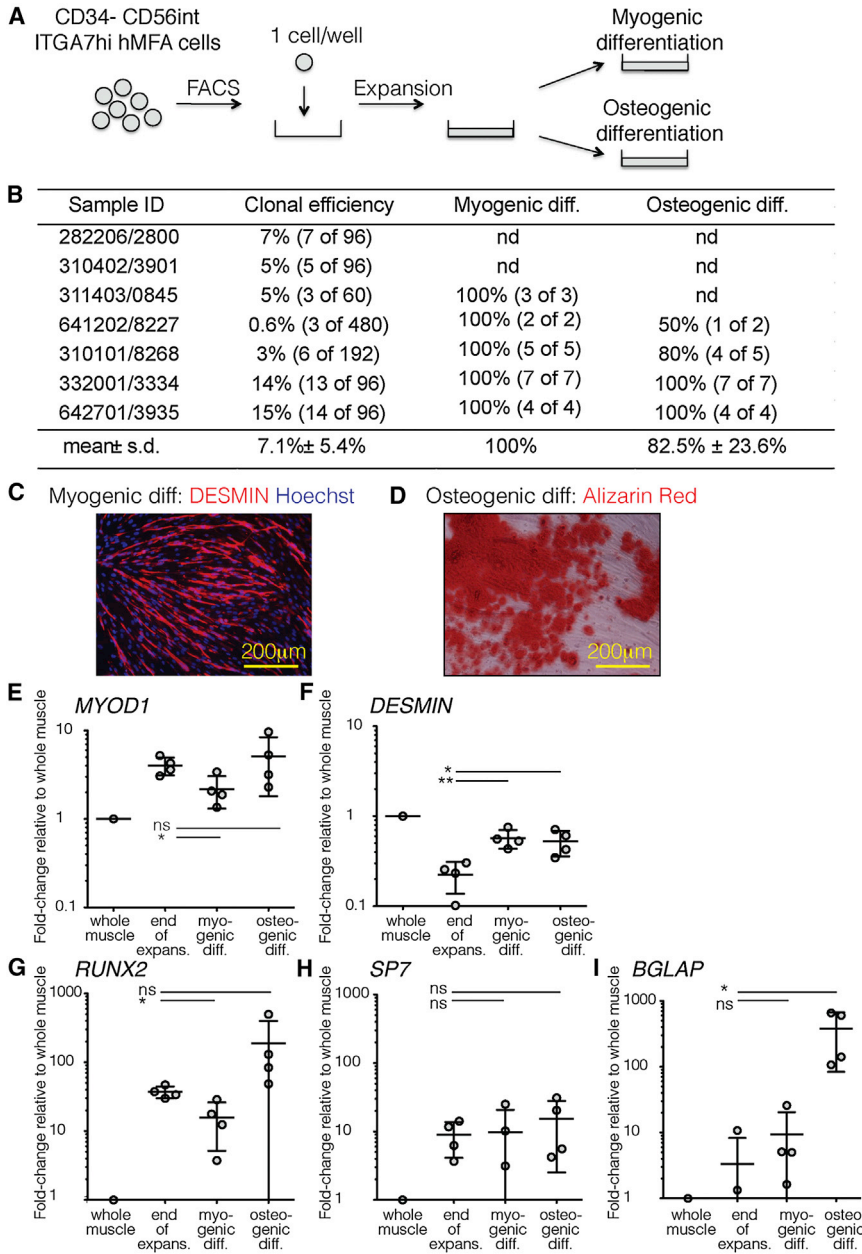 A
CD34- CD56int
ITGA7hi hMFA cells
FACS
1 cell/well
Expansion
Myogenic
differentiation
Osteogenic
differentiation
B
Sample ID Clonal efficiency Myogenic diff. Osteogenic diff.
282206/2800 7% (7 of 96) nd nd
310402/3901 5% (5 of 96) nd nd
311403/0845 5% (3 of 60) 100% (3 of 3) nd
641202/8227 0.6% (3 of 480) 100% (2 of 2) 50% (1 of 2)
310101/8268 3% (6 of 192) 100% (5 of 5) 80% (4 of 5)
332001/3334 14% (13 of 96) 100% (7 of 7) 100% (7 of 7)
642701/3935 15% (14 of 96) 100% (4 of 4) 100% (4 of 4)
mean± s.d. 7.1%± 5.4% 100% 82.5% ± 23.6%
C Myogenic diff: DESMIN Hoechst
200μm
D Osteogenic diff: Alizarin Red
200μm
E MYOD1
Fold-change relative to whole muscle
10
1
0.1
ns
*
whole
muscle
end
of
expans.
myo-
genic
diff.
osteo-
genic
diff.
F DESMIN
Fold-change relative to whole muscle
10
1
0.1
*
**
whole
muscle
end
of
expans.
myo-
genic
diff.
osteo-
genic
diff.
G RUNX2
Fold-change relative to whole muscle
1000
100
10
1
ns
*
whole
muscle
end
of
expans.
myo-
genic
diff.
osteo-
genic
diff.
H SP7
Fold-change relative to whole muscle
1000
100
10
1
ns
ns
whole
muscle
end
of
expans.
myo-
genic
diff.
osteo-
genic
diff.
I BGLAP
Fold-change relative to whole muscle
1000
100
10
1
*
ns
whole
muscle
end
of
expans.
myo-
genic
diff.
osteo
genic
diff.